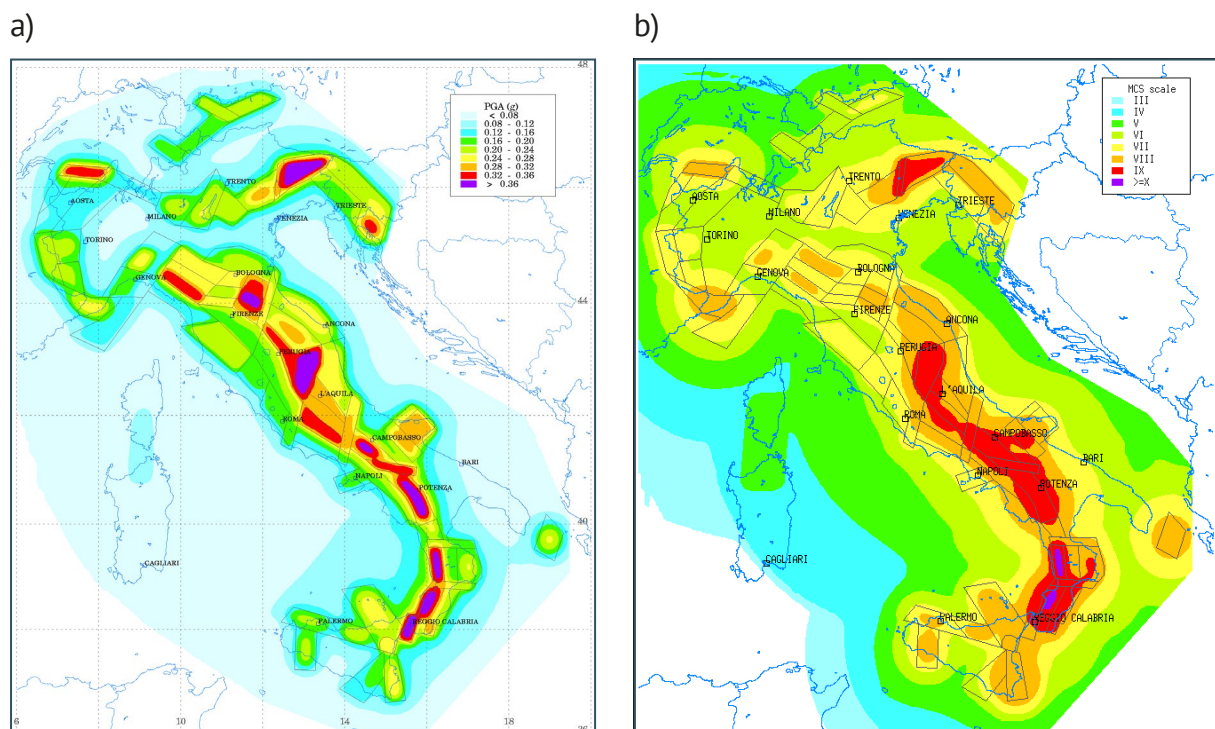 a)
b)
48
44
40
36
6
10
14
18
PGA (g)
< 0.08
0.08 - 0.12
0.12 - 0.16
0.16 - 0.20
0.20 - 0.24
0.24 - 0.28
0.28 - 0.32
0.32 - 0.36
> 0.36
TRENTO
AOSTA
MILANO
VENEZIA
TRIESTE
TORINO
GENOVA
BOLOGNA
FIRENZE
ANCONA
PERUGIA
L'AQUILA
ROMA
CAMPOBASSO
BARI
NAPOLI
POTENZA
CAGLIARI
PALERMO
REGGIO CALABRIA
MCS scale
III
IV
V
VI
VII
VIII
IX
>=X
TRENTO
AOSTA
MILANO
VENEZIA
TRIESTE
TORINO
GENOVA
BOLOGNA
FIRENZE
ANCONA
PERUGIA
L'AQUILA
ROMA
CAMPOBASSO
BARI
NAPOLI
POTENZA
CAGLIARI
PALERMO
REGGIO CALABRIA